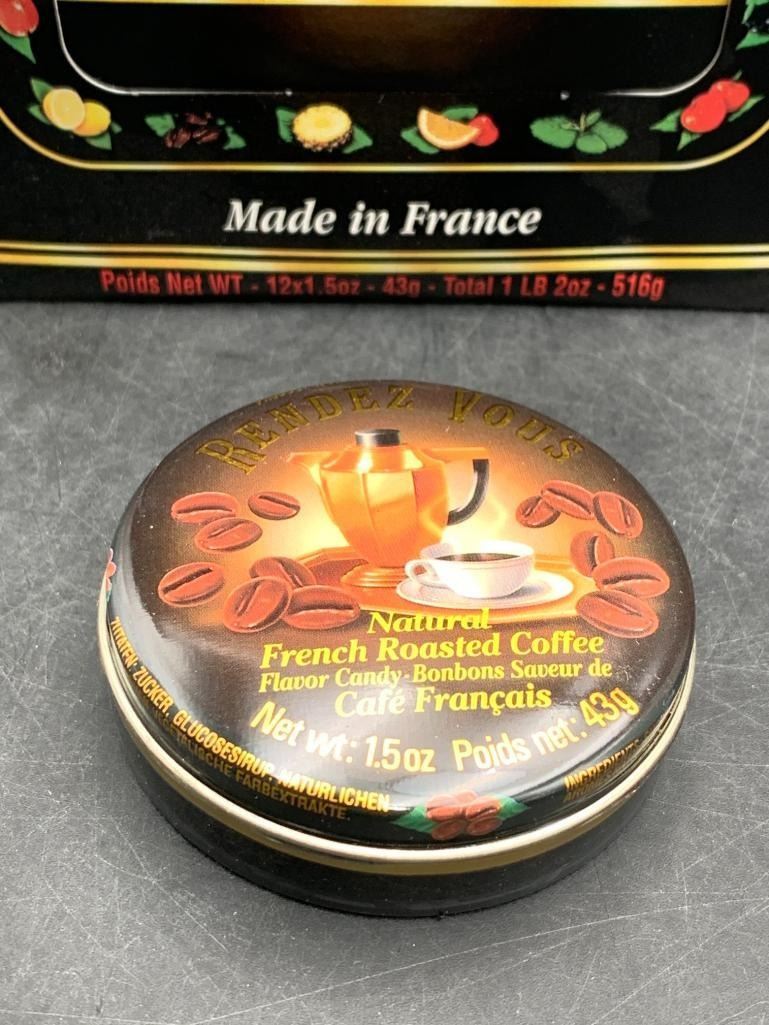 Made in France
Poids Net WT - 12x1.5oz - 43g - Total 1 LB 2oz - 516g
RENDEZ VOUS
Natural
French Roasted Coffee
Flavor Candy-Bonbons Saveur de
Café Français
Net wt: 1.5oz Poids net: 43g
ZUTATEN: ZUCKER, GLUCOSESIRUP, NATÜRLICHEN
FARBEXTRAKTE.
INGREDIENTS